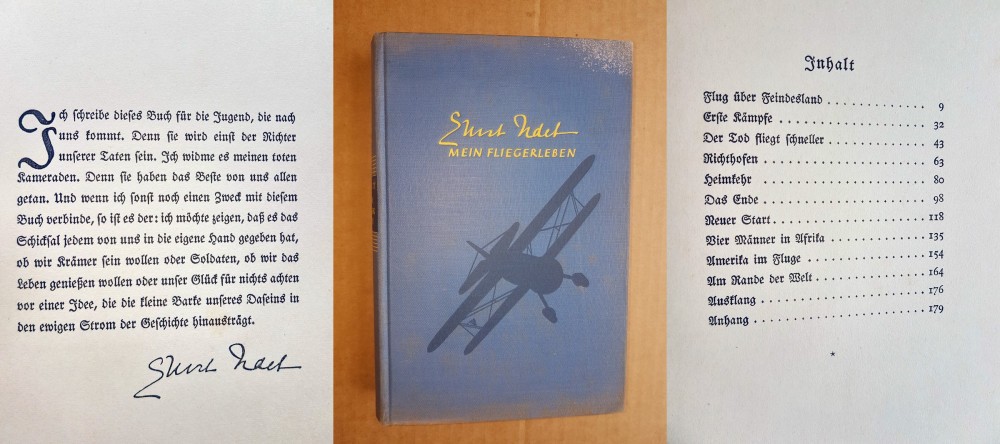 Ich schreibe dieses Buch für die Jugend, die nach
uns kommt. Denn sie wird einst der Richter
unserer Taten sein. Ich widme es meinen toten
Kameraden. Denn sie haben das Beste von uns allen
getan. Und wenn ich sonst noch einen Zweck mit diesem
Buch verbinde, so ist es der: ich möchte zeigen, daß es das
Schicksal jedem von uns in die eigene Hand gegeben hat,
ob wir Krämer sein wollen oder Soldaten, ob wir das
Leben genießen wollen oder unser Glück für nichts achten
vor einer Idee, die die kleine Barke unseres Daseins in
den ewigen Strom der Geschichte hinausträgt.
Ernst Udet
Ernst Udet
MEIN FLIEGERLEBEN
Inhalt
Flug über Feindesland . . . . . . . . . . . . . . 9
Erste Kämpfe . . . . . . . . . . . . . . . . . . . . 32
Der Tod fliegt schneller . . . . . . . . . . . . . . 43
Richthofen . . . . . . . . . . . . . . . . . . . . . 63
Heimkehr . . . . . . . . . . . . . . . . . . . . . . 80
Das Ende . . . . . . . . . . . . . . . . . . . . . . 98
Neuer Start . . . . . . . . . . . . . . . . . . . . 118
Vier Männer in Afrika . . . . . . . . . . . . . . 135
Amerika im Fluge . . . . . . . . . . . . . . . . . 154
Am Rande der Welt . . . . . . . . . . . . . . . . 164
Ausklang . . . . . . . . . . . . . . . . . . . . . . 176
Anhang . . . . . . . . . . . . . . . . . . . . . . . 179
*